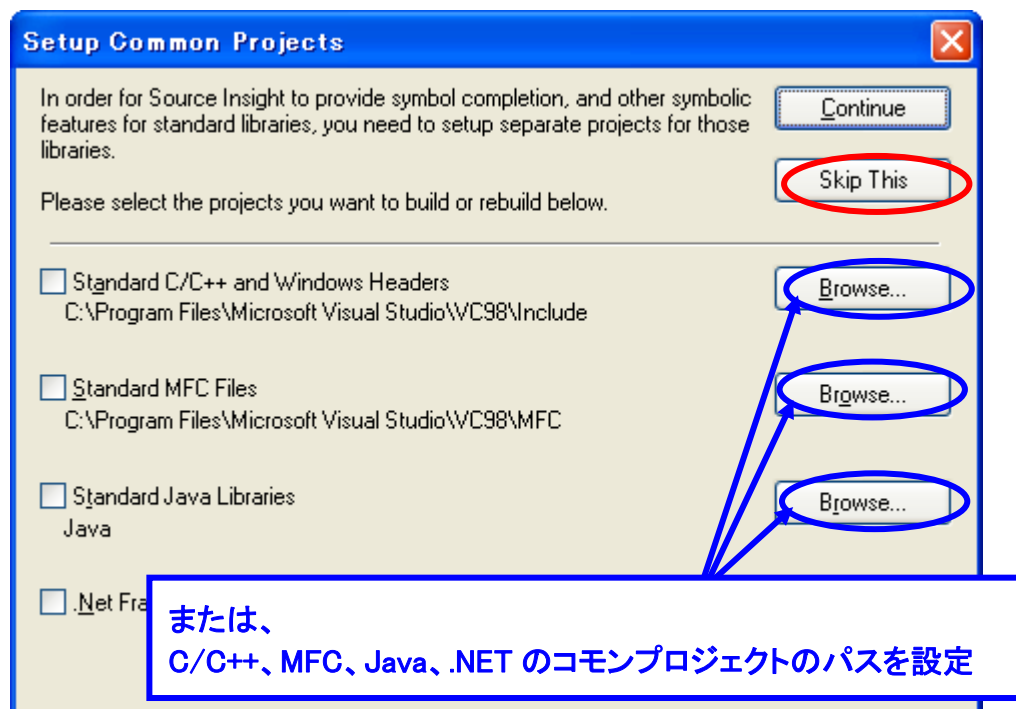 Setup Common Projects
In order for Source Insight to provide symbol completion, and other symbolic
features for standard libraries, you need to setup separate projects for those
libraries.
Please select the projects you want to build or rebuild below.
Continue
Skip This
Standard C/C++ and Windows Headers
C:\Program Files\Microsoft Visual Studio\VC98\Include
Browse...
Standard MFC Files
C:\Program Files\Microsoft Visual Studio\VC98\MFC
Browse...
Standard Java Libraries
Java
Browse...
.Net Fra
または、
C/C++、MFC、Java、.NET のコモンプロジェクトのパスを設定